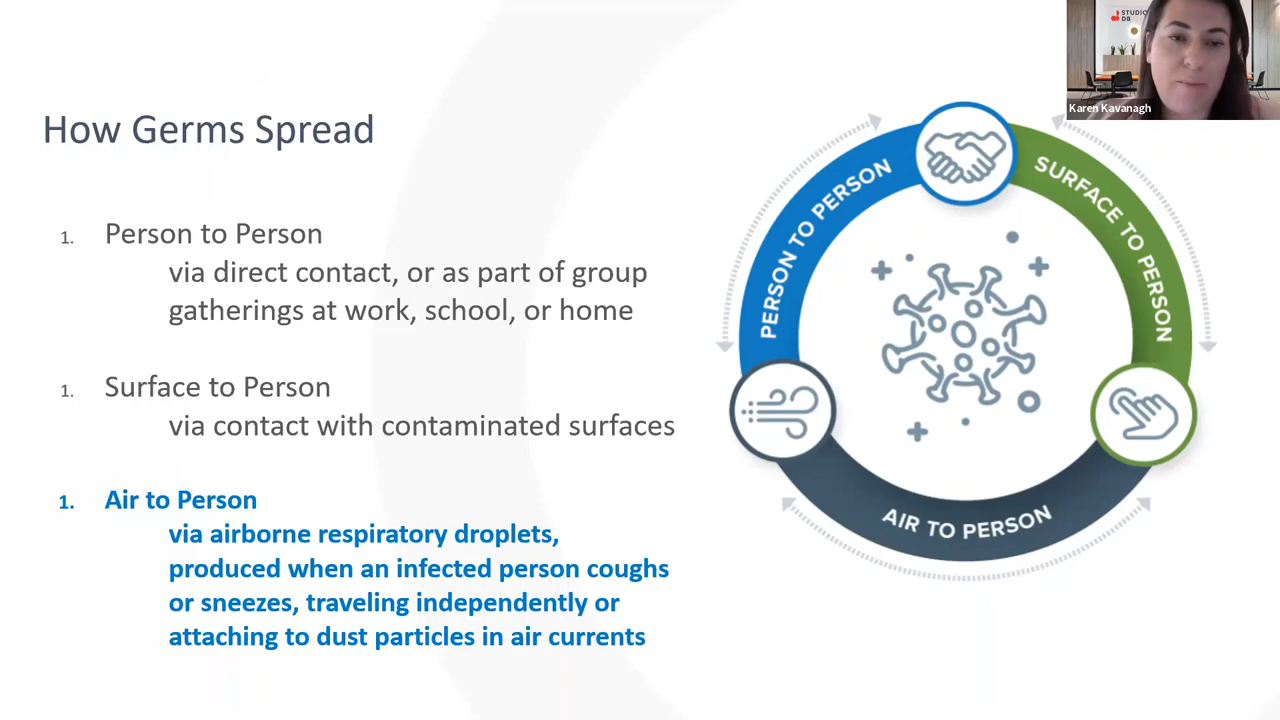 STUDIO
DB
Karen Kavanagh
How Germs Spread
1. Person to Person
via direct contact, or as part of group
gatherings at work, school, or home
1. Surface to Person
via contact with contaminated surfaces
1. Air to Person
via airborne respiratory droplets,
produced when an infected person coughs
or sneezes, traveling independently or
attaching to dust particles in air currents
PERSON TO PERSON
SURFACE TO PERSON
AIR TO PERSON